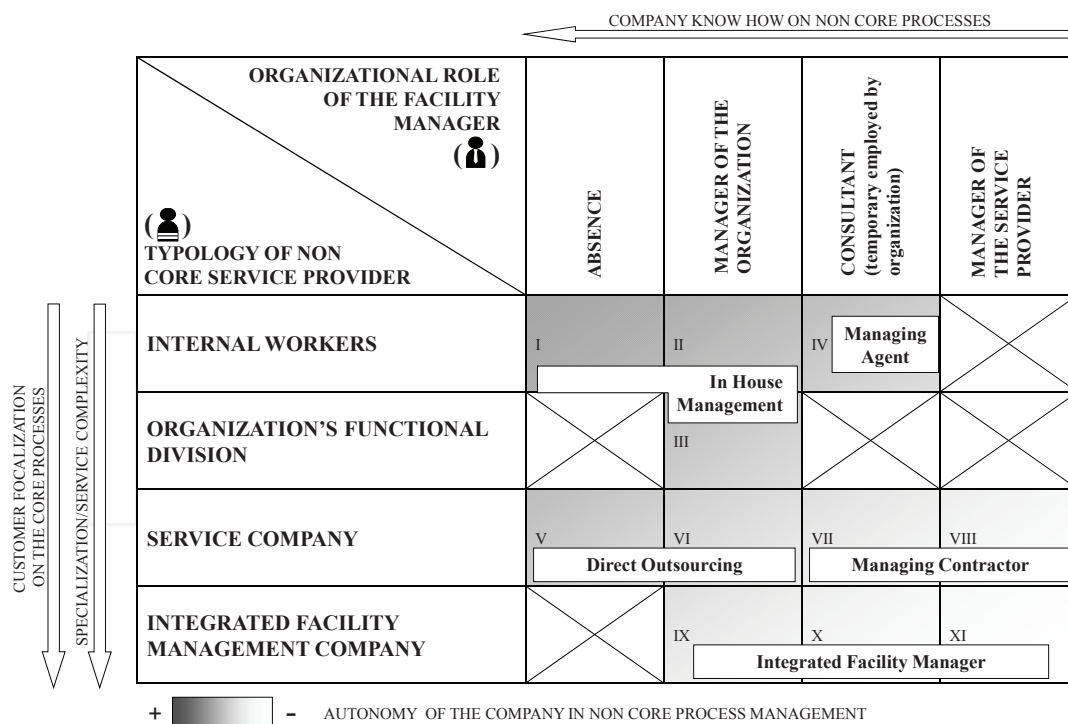 COMPANY KNOW HOW ON NON CORE PROCESSES
ORGANIZATIONAL ROLE
OF THE FACILITY
MANAGER
( )
( )
TYPOLOGY OF NON
CORE SERVICE PROVIDER
ABSENCE
MANAGER OF THE
ORGANIZATION
CONSULTANT
(temporary employed by
organization)
MANAGER OF
THE SERVICE
PROVIDER
CUSTOMER FOCALIZATION
ON THE CORE PROCESSES
SPECIALIZATION/SERVICE COMPLEXITY
INTERNAL WORKERS
I
II
IV
Managing
Agent
In House
Management
ORGANIZATION'S FUNCTIONAL
DIVISION
III
SERVICE COMPANY
V
VI
VII
VIII
Direct Outsourcing
Managing Contractor
INTEGRATED FACILITY
MANAGEMENT COMPANY
IX
X
XI
Integrated Facility Manager
+ - AUTONOMY OF THE COMPANY IN NON CORE PROCESS MANAGEMENT